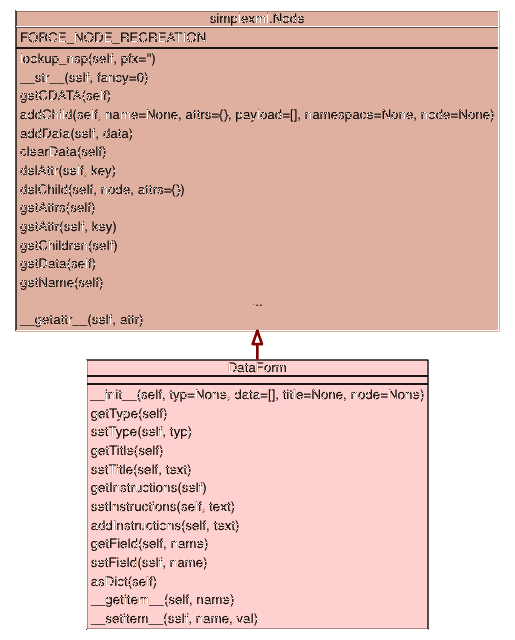 simplexml.Node
FORCE_NODE_RECREATION
lookup_nsp(self, pfx='')
__str__(self, fancy=0)
getCDATA(self)
addChild(self, name=None, attrs={}, payload=[], namespace=None, node=None)
addData(self, data)
clearData(self)
delAttr(self, key)
delChild(self, node, attrs={})
getAttrs(self)
getAttr(self, key)
getChildren(self)
getData(self)
getName(self)
...
__getattr__(self, attr)
DataForm
__init__(self, typ=None, data=[], title=None, node=None)
getType(self)
setType(self, typ)
getTitle(self)
setTitle(self, text)
getInstructions(self)
setInstructions(self, text)
addInstructions(self, text)
getField(self, name)
setField(self, name)
asDict(self)
__getitem__(self, name)
__setitem__(self, name, val)